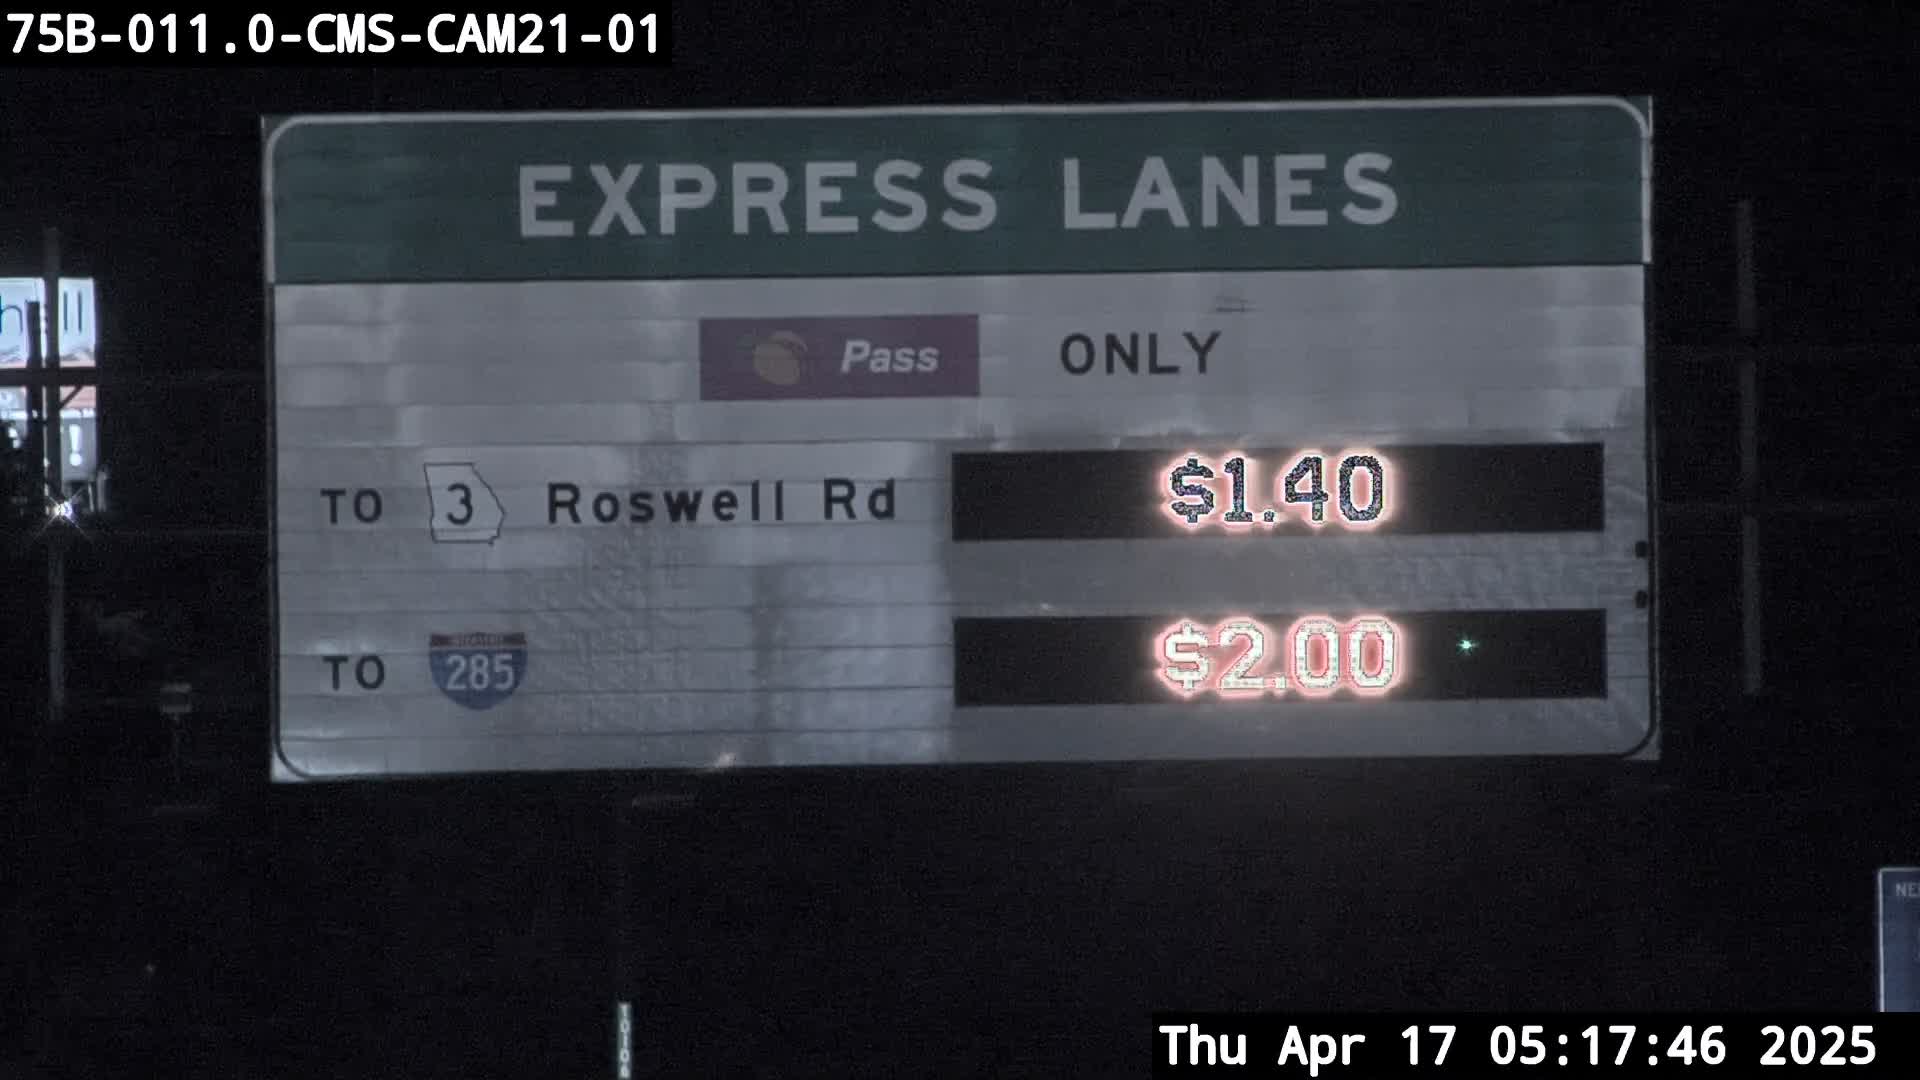 75B-011.0-CMS-CAM21-01
EXPRESS LANES
Pass ONLY
TO 3 Roswell Rd $1.40
TO 285 $2.00
Thu Apr 17 05:17:46 2025